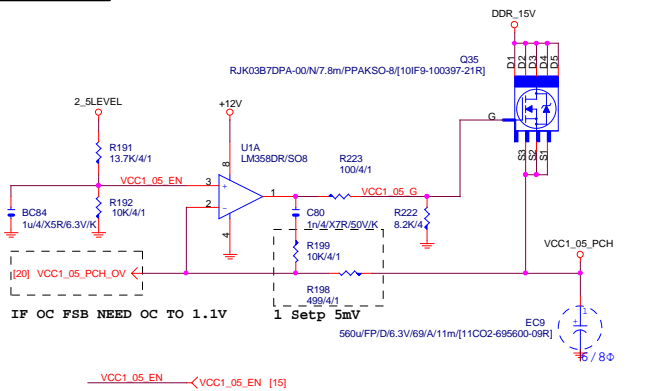 DDR_15V
Q35
RJK03B7DPA-00/N/7.8m/PPAKSO-8/[10IF9-100397-21R]
D1
D2
D3
D4
D5
G
S3
S2
S1
2_5LEVEL
+12V
R191
13.7K/4/1
U1A
LM358DR/SO8
8
R223
100/4/1
VCC1_05_EN
3
+
2
-
1
4
VCC1_05_G
BC84
1u/4/X5R/6.3V/K
R192
10K/4/1
C80
1n/4/X7R/50V/K
R222
8.2K/4
R199
10K/4/1
VCC1_05_PCH
[20] VCC1_05_PCH_OV
R198
499/4/1
IF OC FSB NEED OC TO 1.1V
1 Setp 5mV
EC9
560u/FP/D/6.3V/69/A/11m/[11CO2-695600-09R]
1
+
/8Φ
VCC1_05_EN
VCC1_05_EN [15]